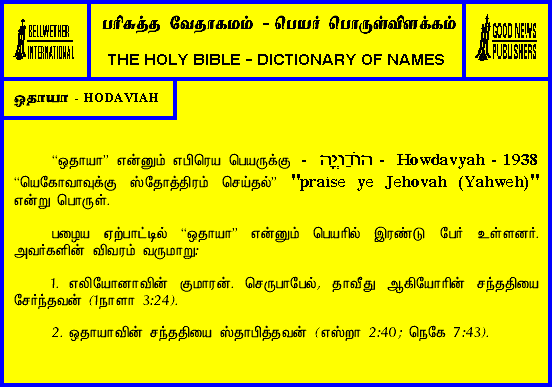 BELLWETHER
INTERNATIONAL
பரிசுத்த வேதாகமம் - பெயர் பொருள்விளக்கம்
THE HOLY BIBLE - DICTIONARY OF NAMES
GOOD NEWS
PUBLISHERS
ஒதாயா - HODAVIAH
“ஒதாயா” என்னும் எபிரெய பெயருக்கு - הוֹדַוְיָה - Howdavyah - 1938
“யெகோவாவுக்கு ஸ்தோத்திரம் செய்தல்” "praise ye Jehovah (Yahweh)"
என்று பொருள்.
பழைய ஏற்பாட்டில் “ஒதாயா” என்னும் பெயரில் இரண்டு பேர் உள்ளனர்.
அவர்களின் விவரம் வருமாறு:
1. எலியோனாவின் குமாரன். செருபாபேல், தாவீது ஆகியோரின் சந்ததியை
சேர்ந்தவன் (1நாளா 3:24).
2. ஒதாயாவின் சந்ததியை ஸ்தாபித்தவன் (எஸ்றா 2:40; நெகே 7:43).